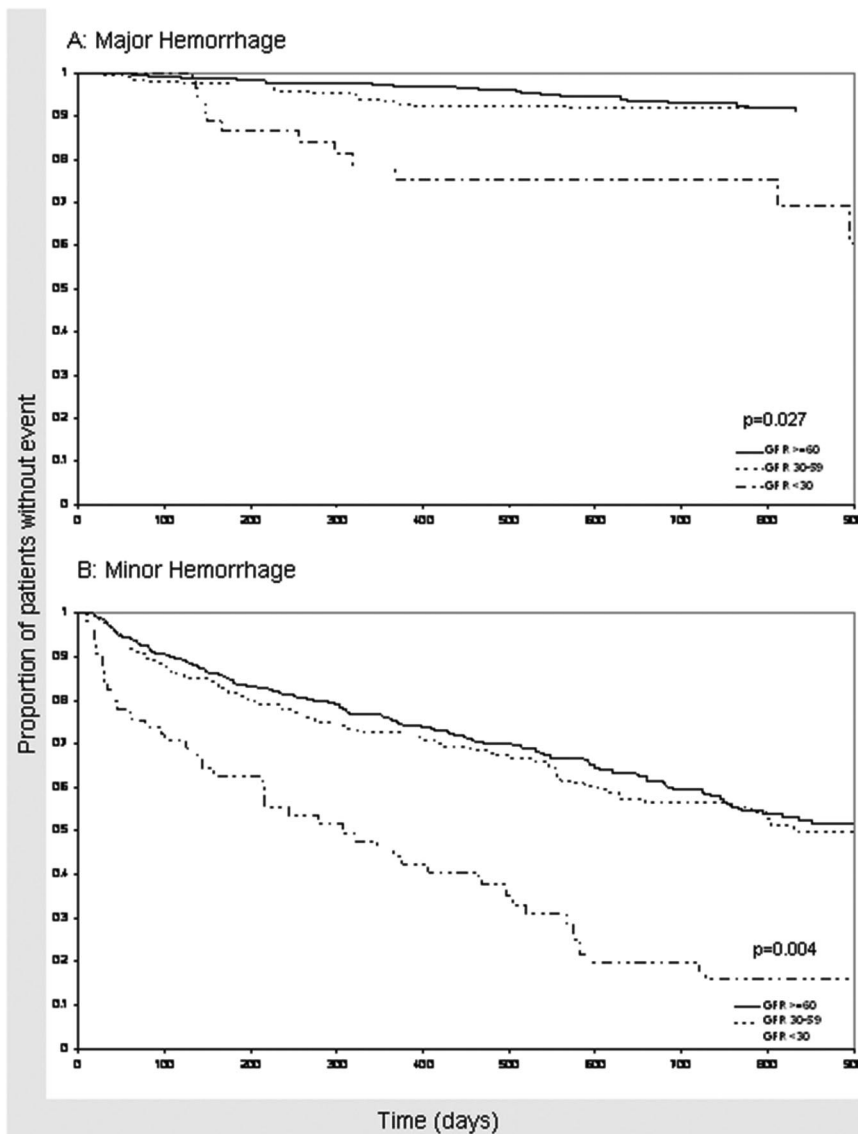 A: Major Hemorrhage
1
0.9
0.8
0.7
0.6
0.5
0.4
0.3
0.2
0.1
0
p=0.027
GFR >=60
GFR 30-59
GFR <30
0 100 200 300 400 500 600 700 800 900
Proportion of patients without event
B: Minor Hemorrhage
1
0.9
0.8
0.7
0.6
0.5
0.4
0.3
0.2
0.1
0
p=0.004
GFR >=60
GFR 30-59
GFR <30
0 100 200 300 400 500 600 700 800 900
Time (days)